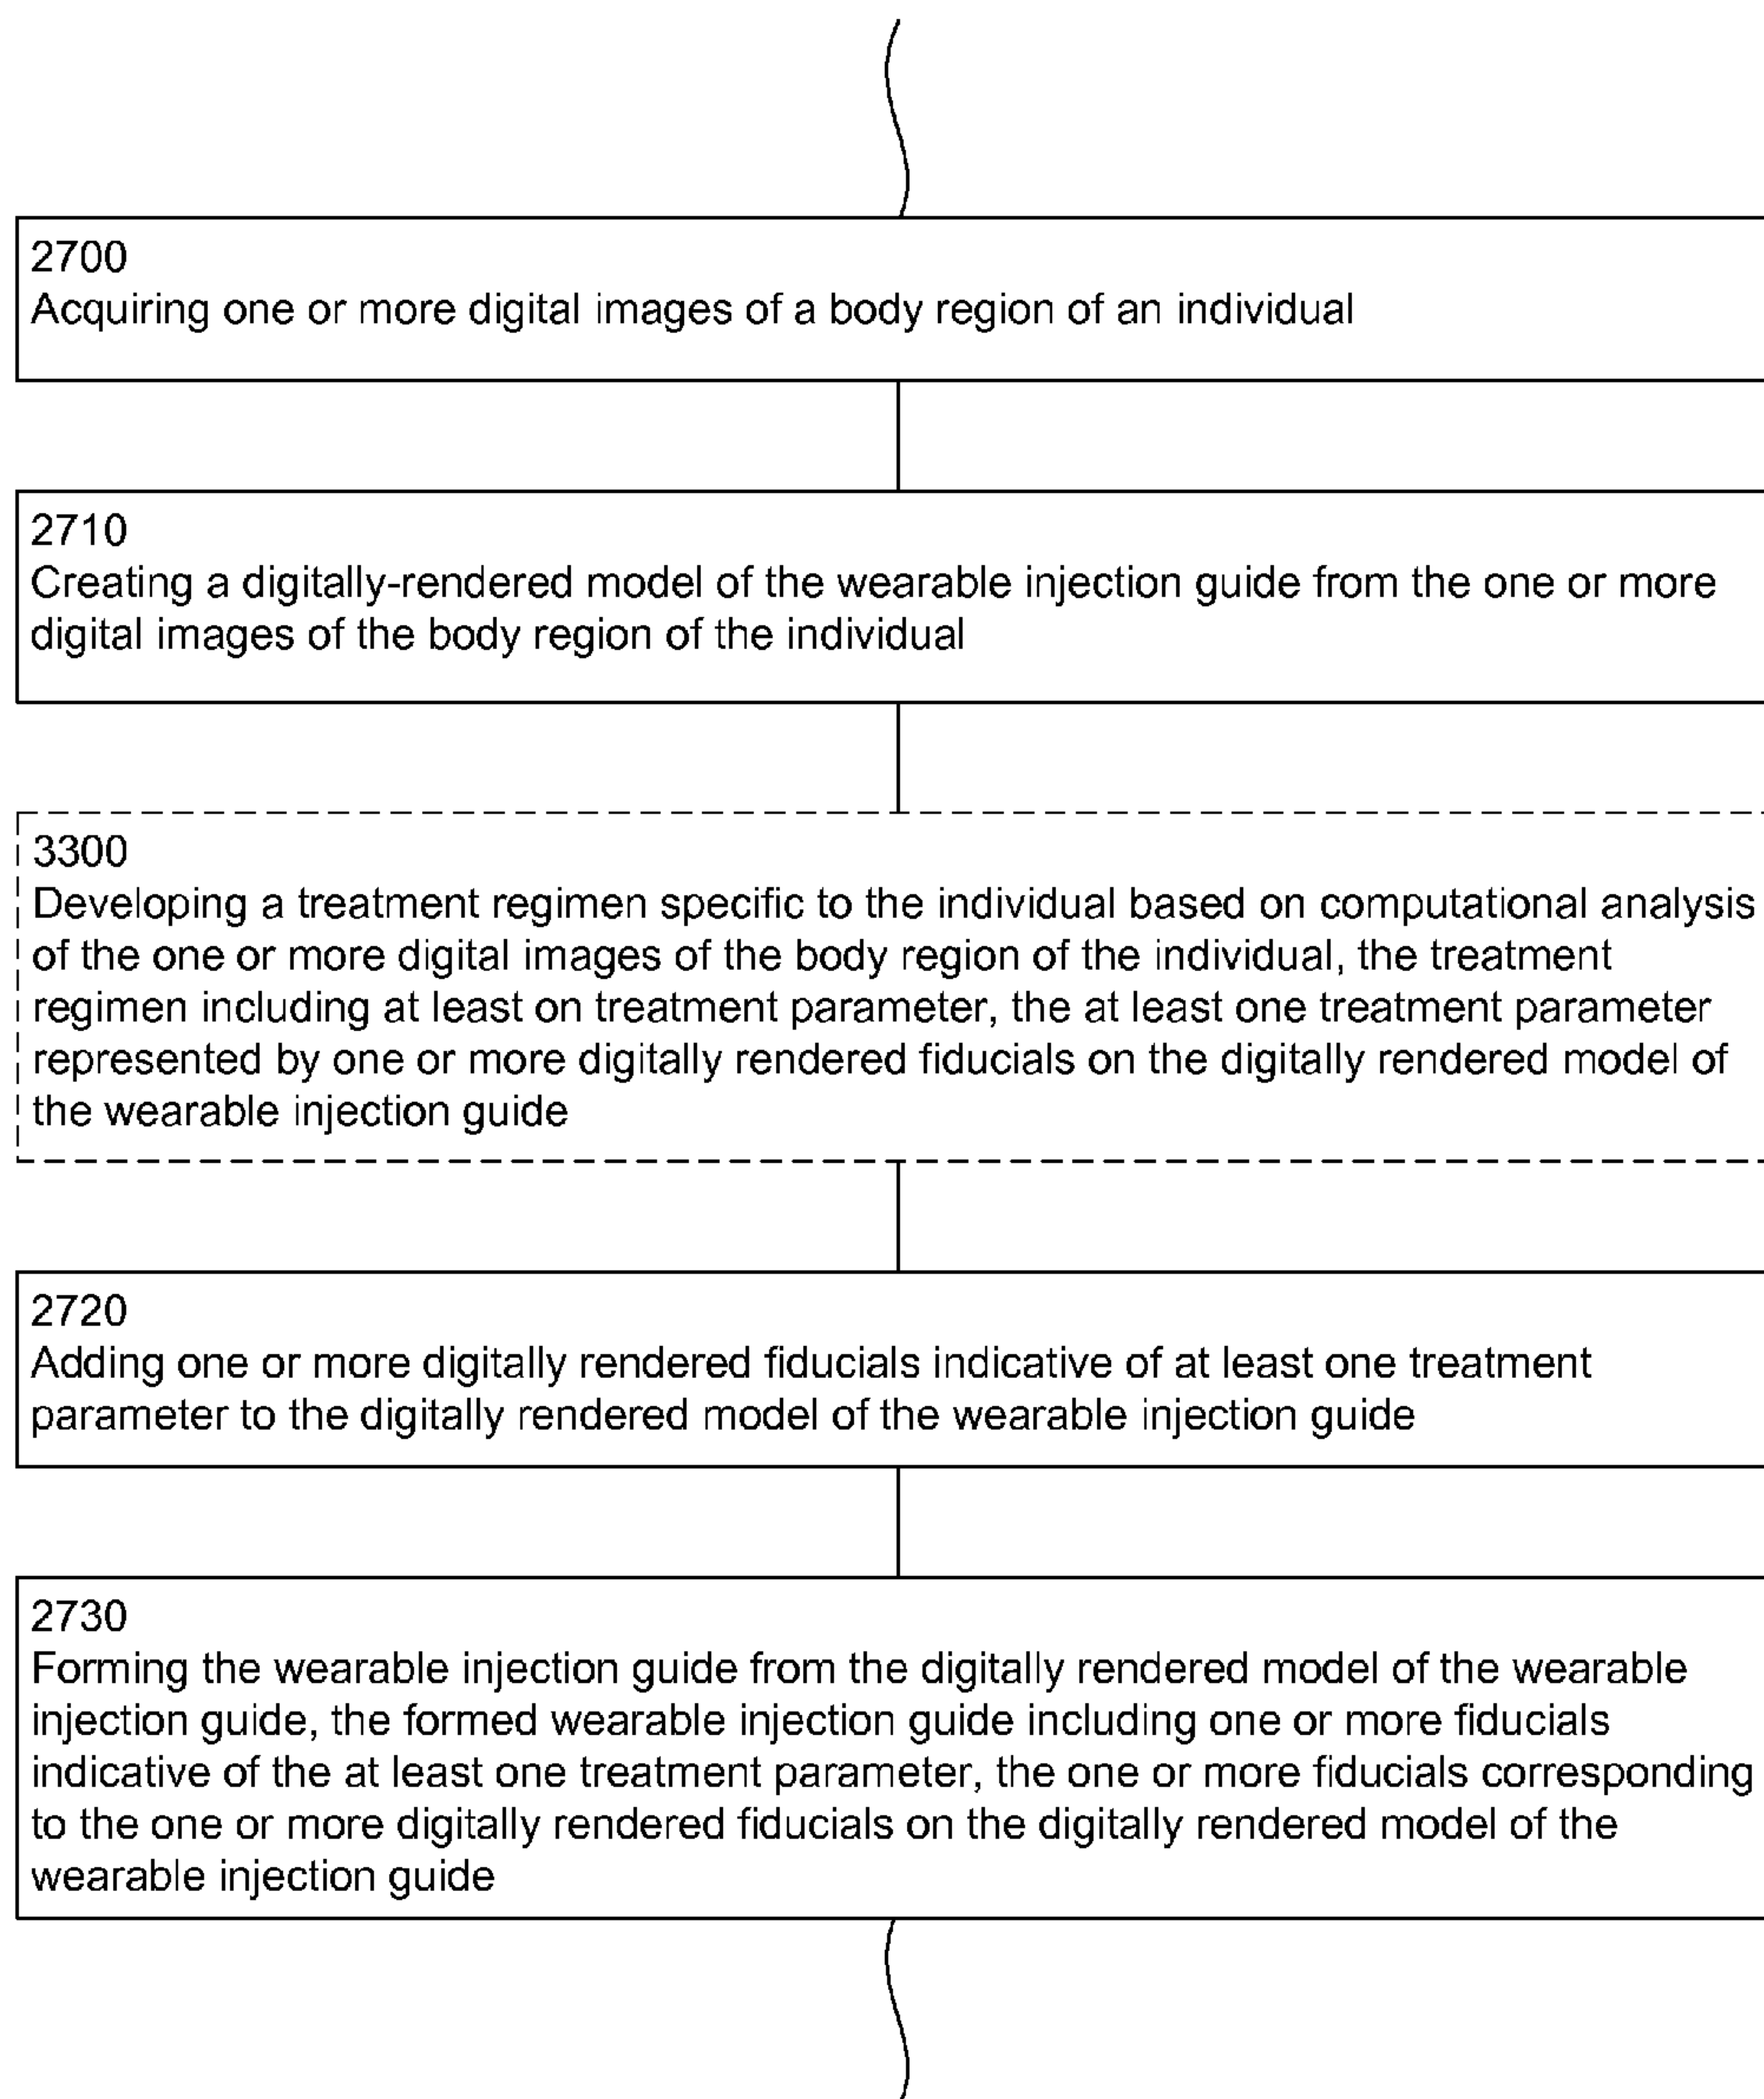 2700
Acquiring one or more digital images of a body region of an individual
2710
Creating a digitally-rendered model of the wearable injection guide from the one or more
digital images of the body region of the individual
3300
Developing a treatment regimen specific to the individual based on computational analysis
of the one or more digital images of the body region of the individual, the treatment
regimen including at least on treatment parameter, the at least one treatment parameter
represented by one or more digitally rendered fiducials on the digitally rendered model of
the wearable injection guide
2720
Adding one or more digitally rendered fiducials indicative of at least one treatment
parameter to the digitally rendered model of the wearable injection guide
2730
Forming the wearable injection guide from the digitally rendered model of the wearable
injection guide, the formed wearable injection guide including one or more fiducials
indicative of the at least one treatment parameter, the one or more fiducials corresponding
to the one or more digitally rendered fiducials on the digitally rendered model of the
wearable injection guide